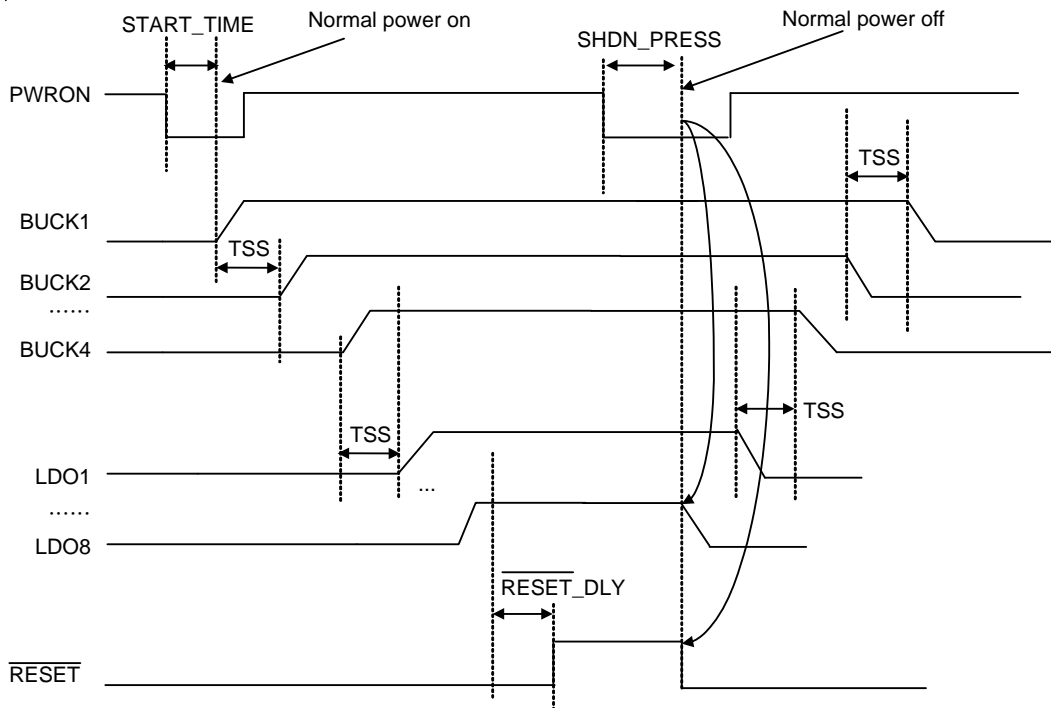 START_TIME
Normal power on
Normal power off
SHDN_PRESS
PWRON
TSS
BUCK1
TSS
BUCK2
......
BUCK4
TSS
TSS
LDO1
...
......
LDO8
RESET_DLY
RESET